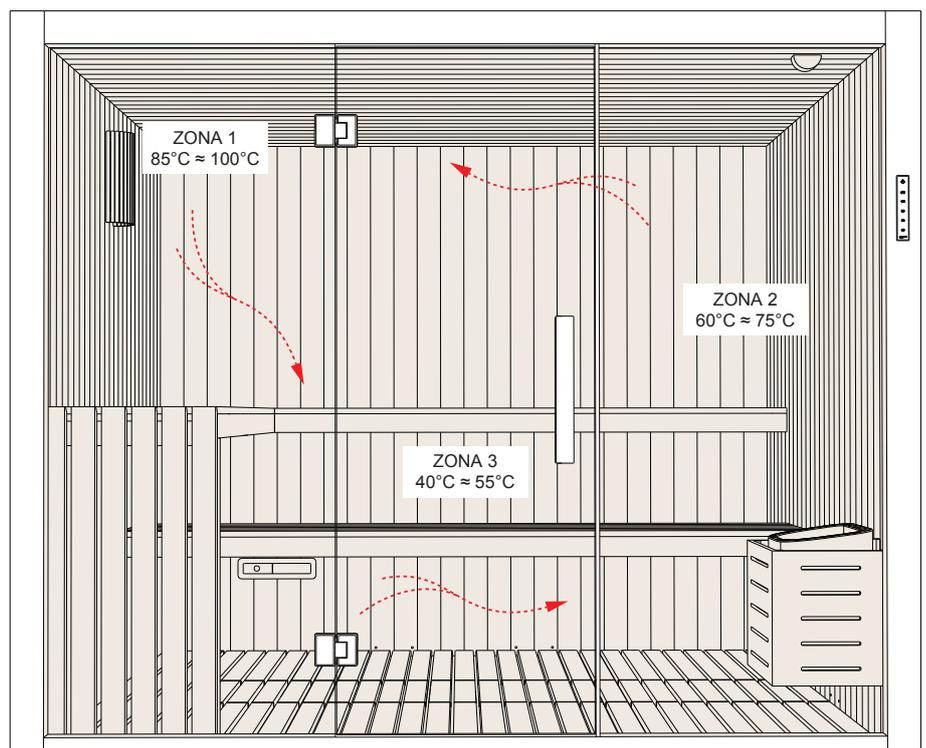 ZONA 1
85°C ≈ 100°C
ZONA 2
60°C ≈ 75°C
ZONA 3
40°C ≈ 55°C